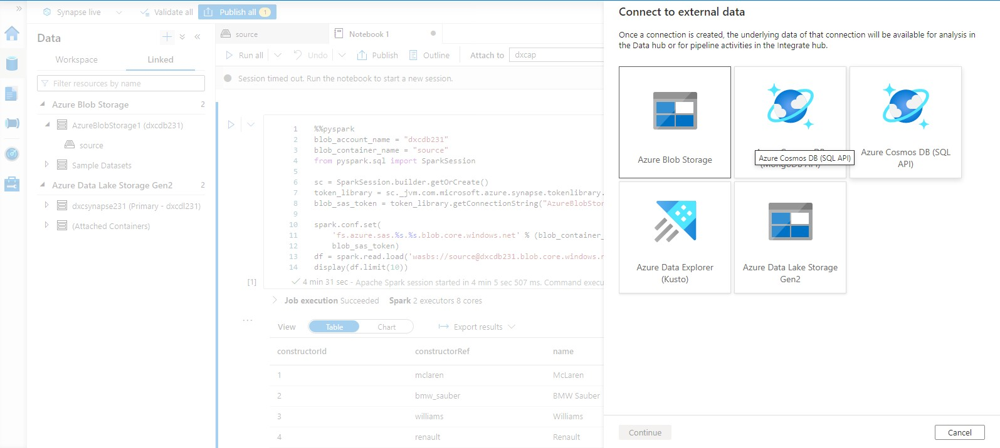 Synapse live
Validate all
Publish all 1
Data
Workspace
Linked
Filter resources by name
Azure Blob Storage 2
AzureBlobStorage1 (dxcdb231)
source
Sample Datasets
Azure Data Lake Storage Gen2 2
dxcsynapse231 (Primary - dxcdl231)
(Attached Containers)
source
Notebook 1
Run all
Undo
Publish
Outline
Attach to
dxcap
Session timed out. Run the notebook to start a new session.
1 %%pyspark
2 blob_account_name = "dxcdb231"
3 blob_container_name = "source"
4 from pyspark.sql import SparkSession
5
6 sc = SparkSession.builder.getOrCreate()
7 token_library = sc._jvm.com.microsoft.azure.synapse.tokenlibrary.
8 blob_sas_token = token_library.getConnectionString("AzureBlobStor
9
10 spark.conf.set(
11 'fs.azure.sas.%s.%s.blob.core.windows.net' % (blob_container_
12 blob_sas_token)
13 df = spark.read.load('wasbs://source@dxcdb231.blob.core.windows.n
14 display(df.limit(10))
[1]
4 min 31 sec - Apache Spark session started in 4 min 5 sec 507 ms. Command execu
Job execution Succeeded Spark 2 executors 8 cores
View
Table
Chart
Export results
constructorId constructorRef name
1 mclaren McLaren
2 bmw_sauber BMW Sauber
3 williams Williams
4 renault Renault
Connect to external data
Once a connection is created, the underlying data of that connection will be available for analysis in
the Data hub or for pipeline activities in the Integrate hub.
Azure Blob Storage
Azure Cosmos DB (SQL API)
Azure Cosmos DB (SQL
API)
Azure Data Explorer
(Kusto)
Azure Data Lake Storage
Gen2
Continue
Cancel